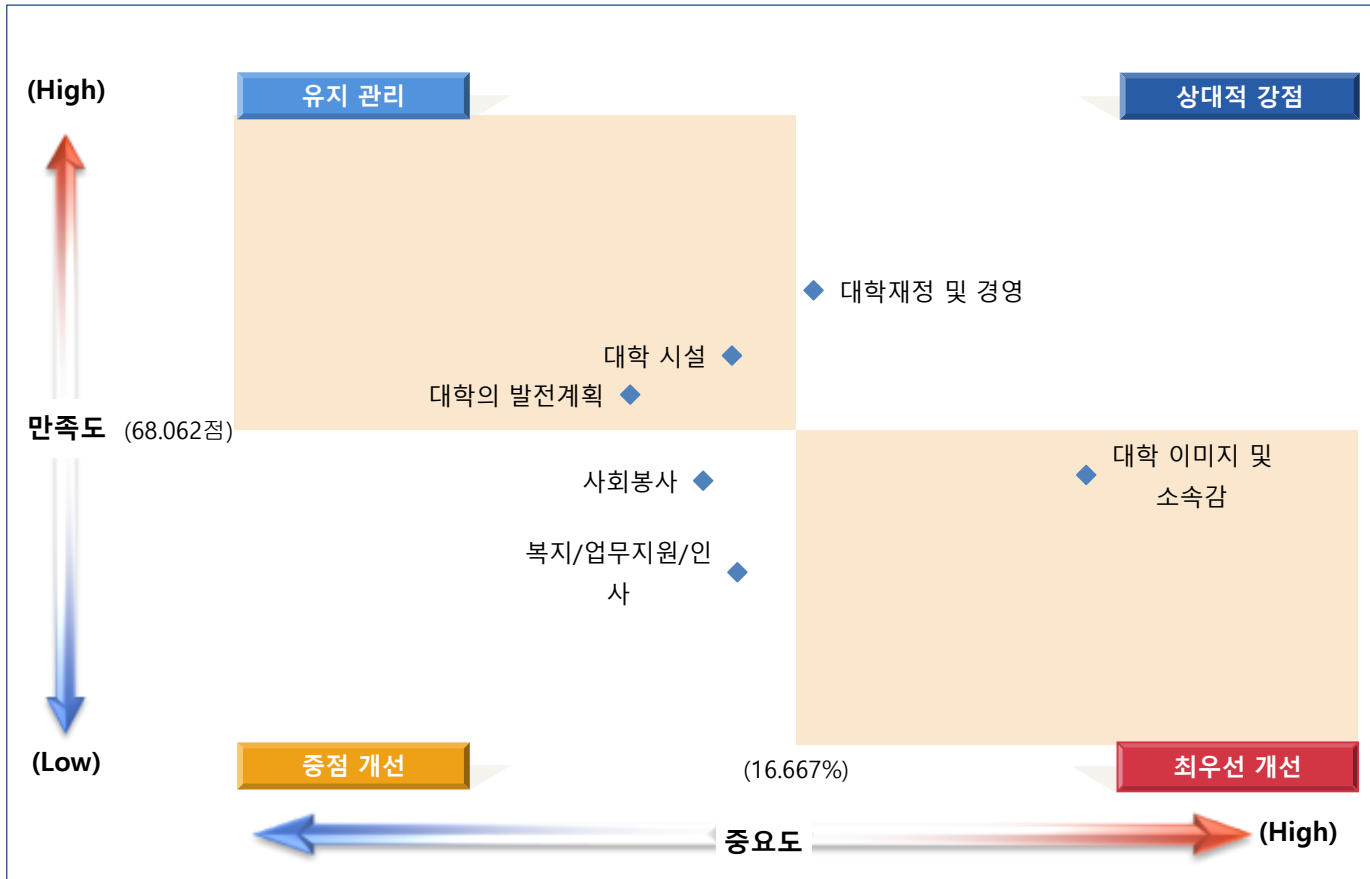 (High)
유지 관리
상대적 강점
대학재정 및 경영
대학 시설
대학의 발전계획
만족도 (68.062점)
대학 이미지 및
소속감
사회봉사
복지/업무지원/인
사
(Low)
중점 개선
(16.667%)
최우선 개선
중요도
(High)